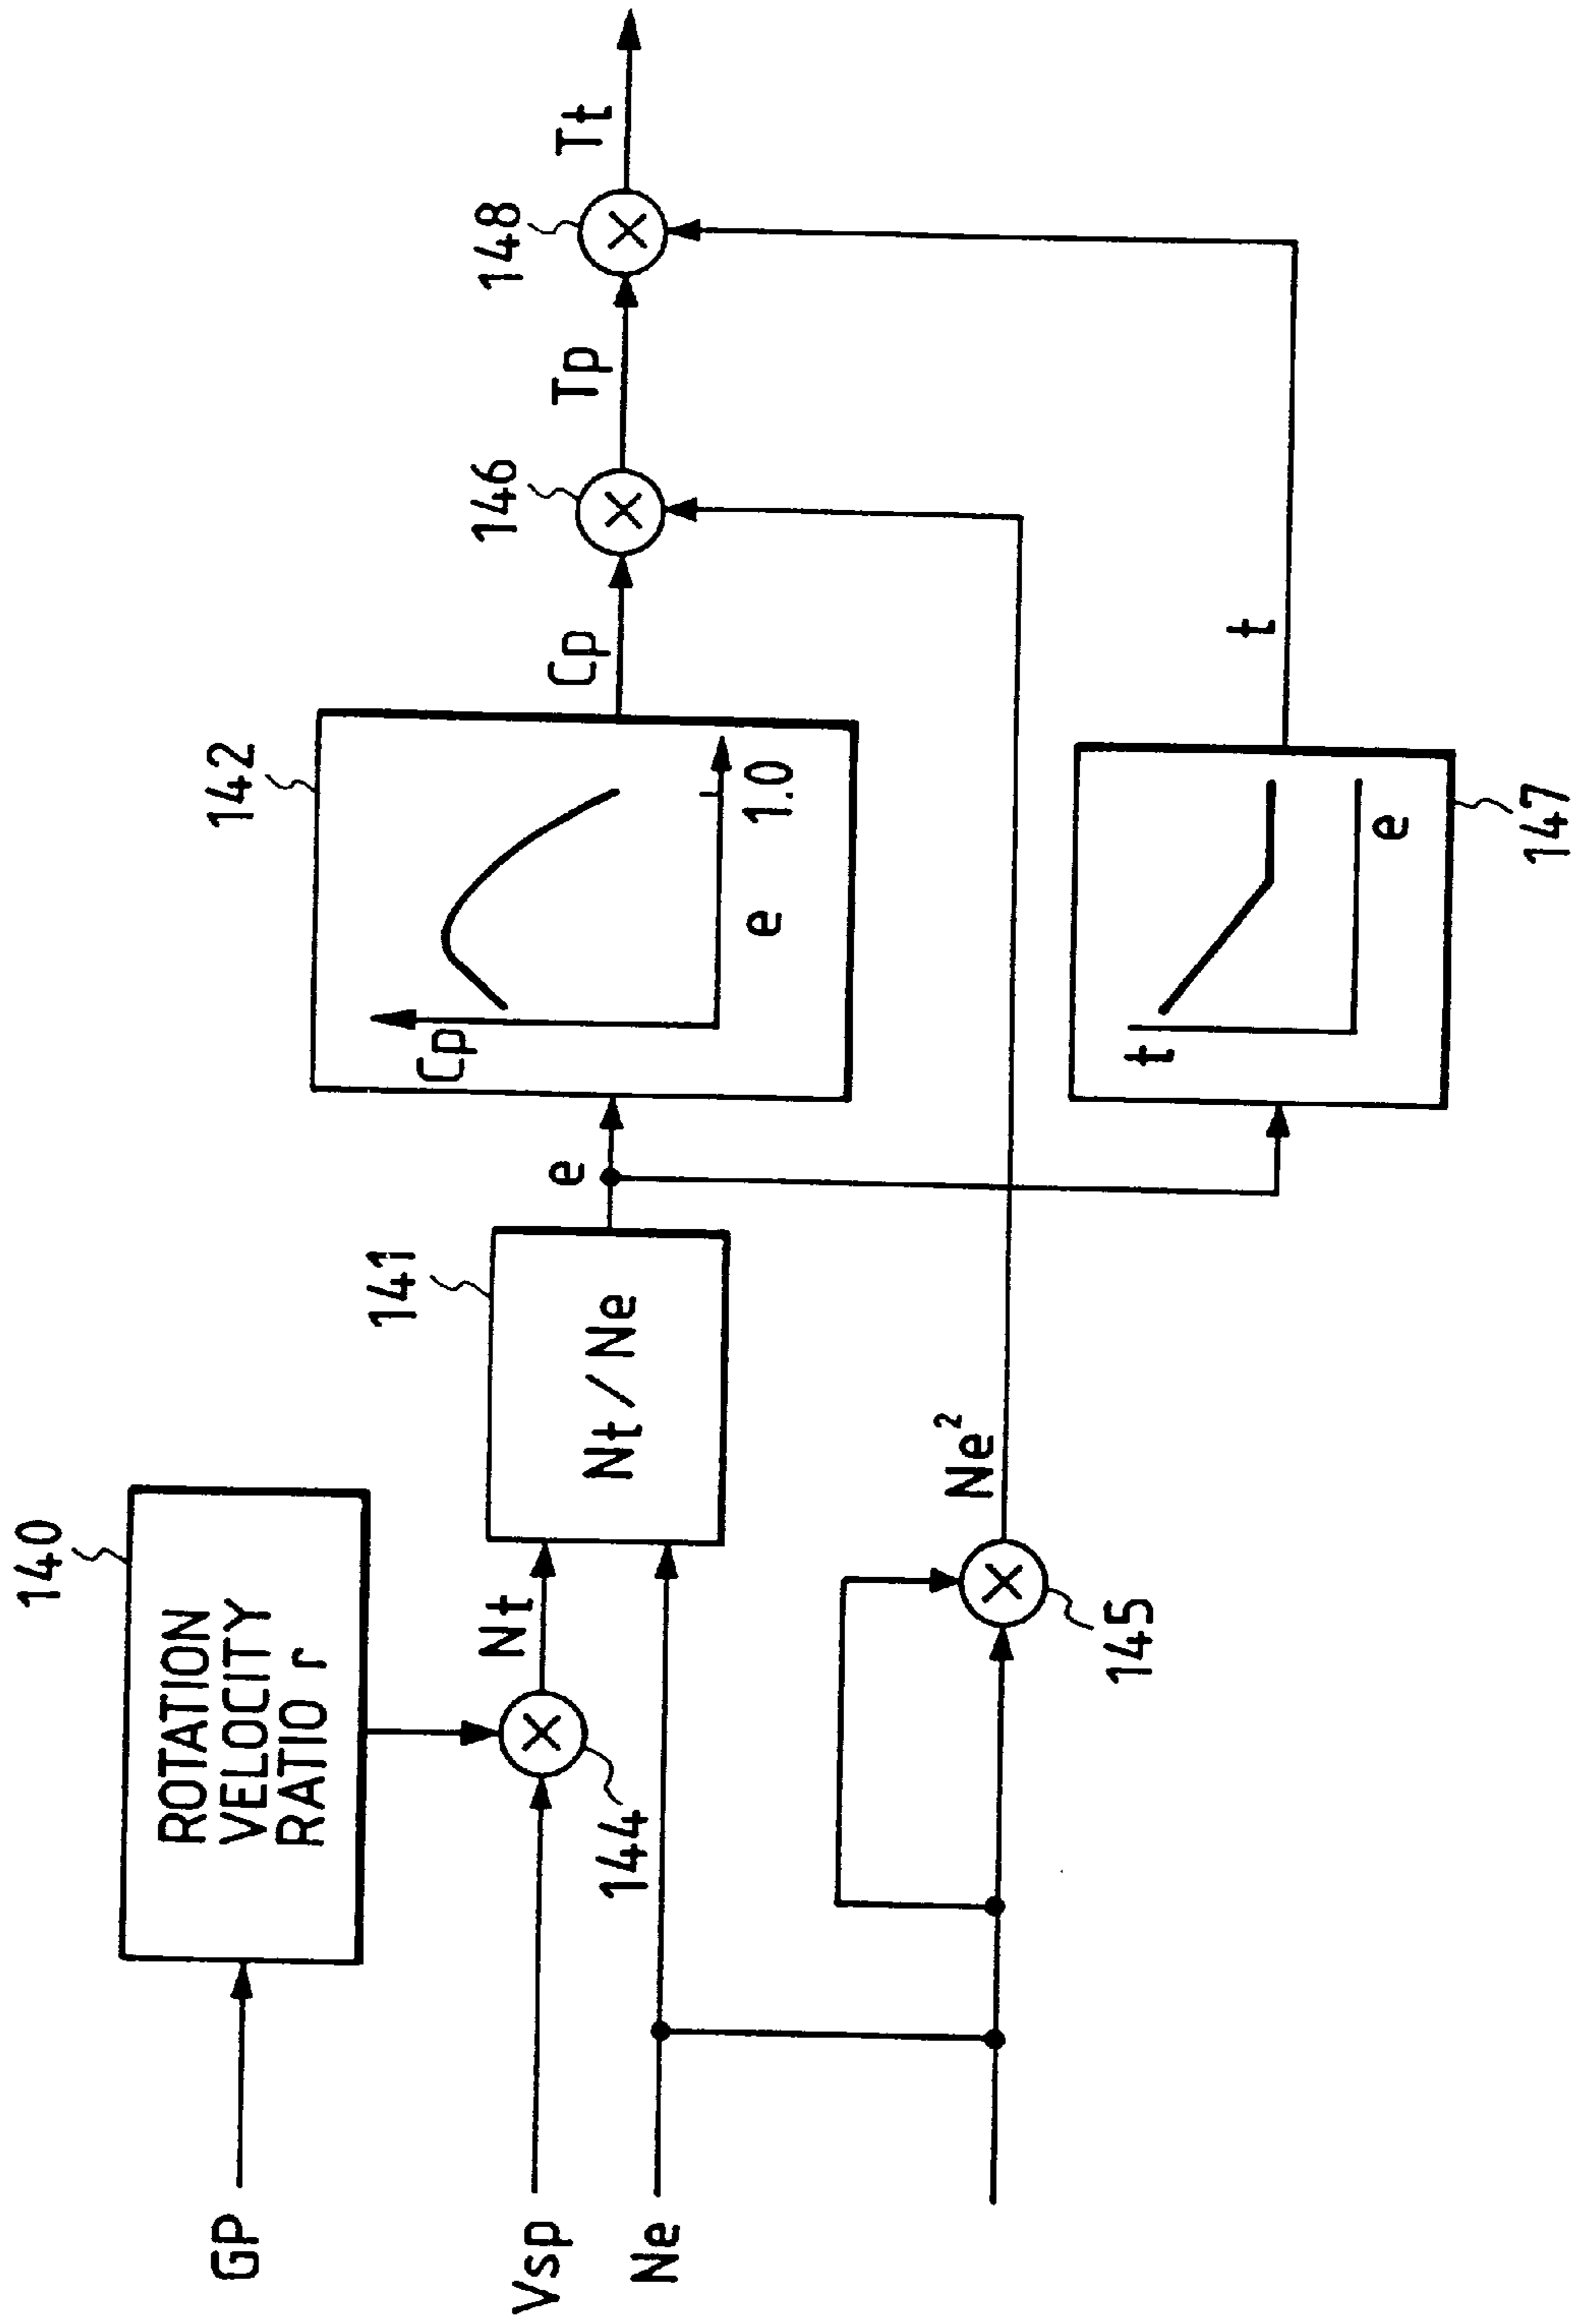 140
ROTATION
VELOCITY
RATIO r
GP
142
Cp
e
1.0
141
Nt/Ne
e
Cp
146
Tp
148
Tt
Vsp
144
Nt
Ne
Ne²
145
t
e
147
t